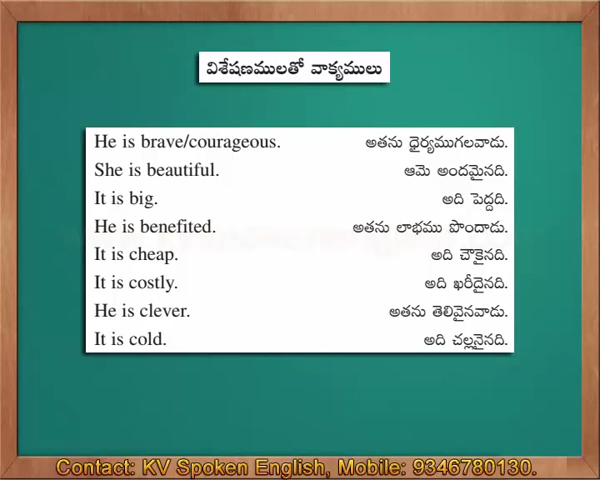 విశేషణములతో వాక్యములు
He is brave/courageous. అతను ధైర్యముగలవాడు.
She is beautiful. ఆమె అందమైనది.
It is big. అది పెద్దది.
He is benefited. అతను లాభము పొందాడు.
It is cheap. అది చౌకైనది.
It is costly. అది ఖరీదైనది.
He is clever. అతను తెలివైనవాడు.
It is cold. అది చల్లనైనది.
Contact: KV Spoken English, Mobile: 9346780130.